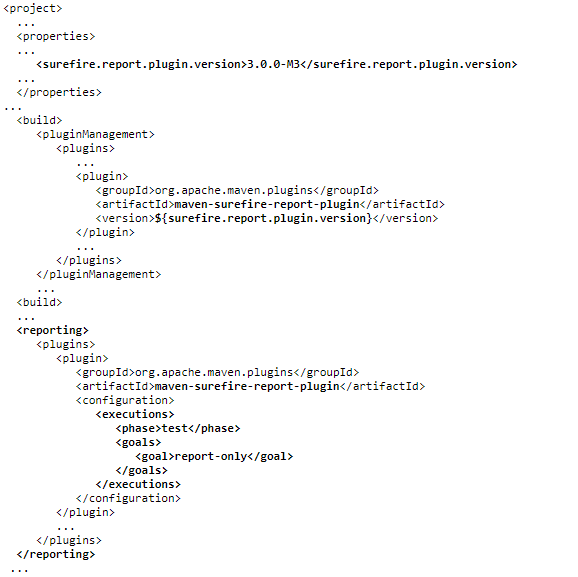 <project>
...
<properties>
...
<surefire.report.plugin.version>3.0.0-M3</surefire.report.plugin.version>
...
</properties>
...
<build>
<pluginManagement>
<plugins>
...
<plugin>
<groupId>org.apache.maven.plugins</groupId>
<artifactId>maven-surefire-report-plugin</artifactId>
<version>${surefire.report.plugin.version}</version>
</plugin>
...
</plugins>
</pluginManagement>
...
<build>
...
<reporting>
<plugins>
<plugin>
<groupId>org.apache.maven.plugins</groupId>
<artifactId>maven-surefire-report-plugin</artifactId>
<configuration>
<executions>
<phase>test</phase>
<goals>
<goal>report-only</goal>
</goals>
</executions>
</configuration>
</plugin>
...
</plugins>
</reporting>
...